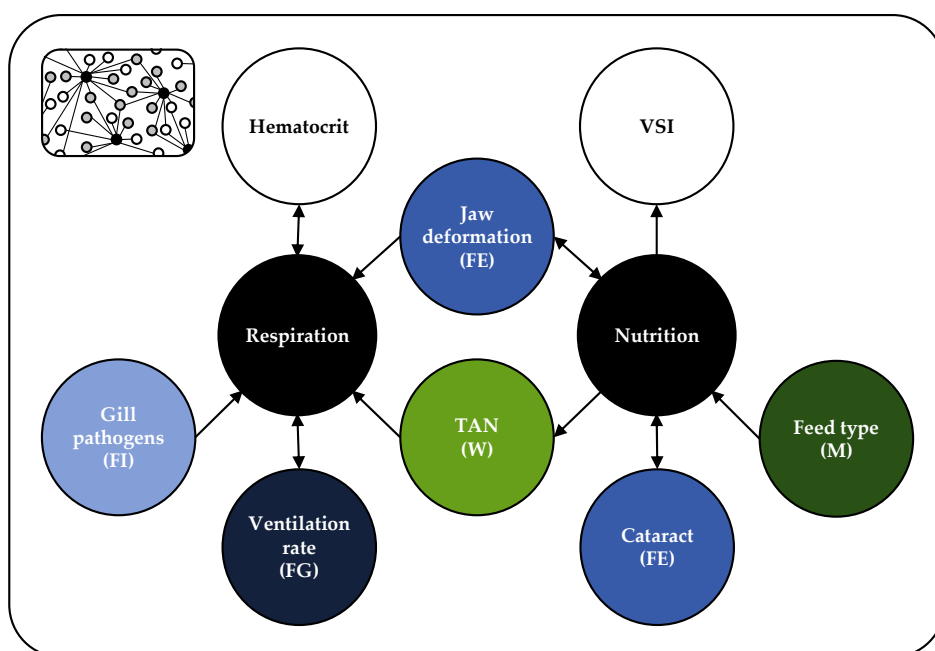 Hematocrit
VSI
Jaw
deformation
(FE)
Respiration
Nutrition
Gill
pathogens
(FI)
TAN
(W)
Feed type
(M)
Ventilation
rate
(FG)
Cataract
(FE)